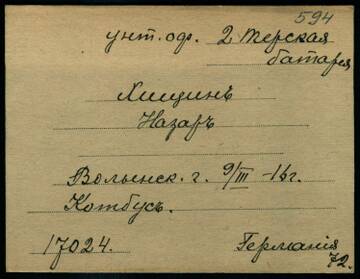 594
унт. оф. 2 Терская
батарея
Хищинъ
Назаръ
Волынск. г. 9/III -16г.
Котбусъ.
17024. Германія
72.